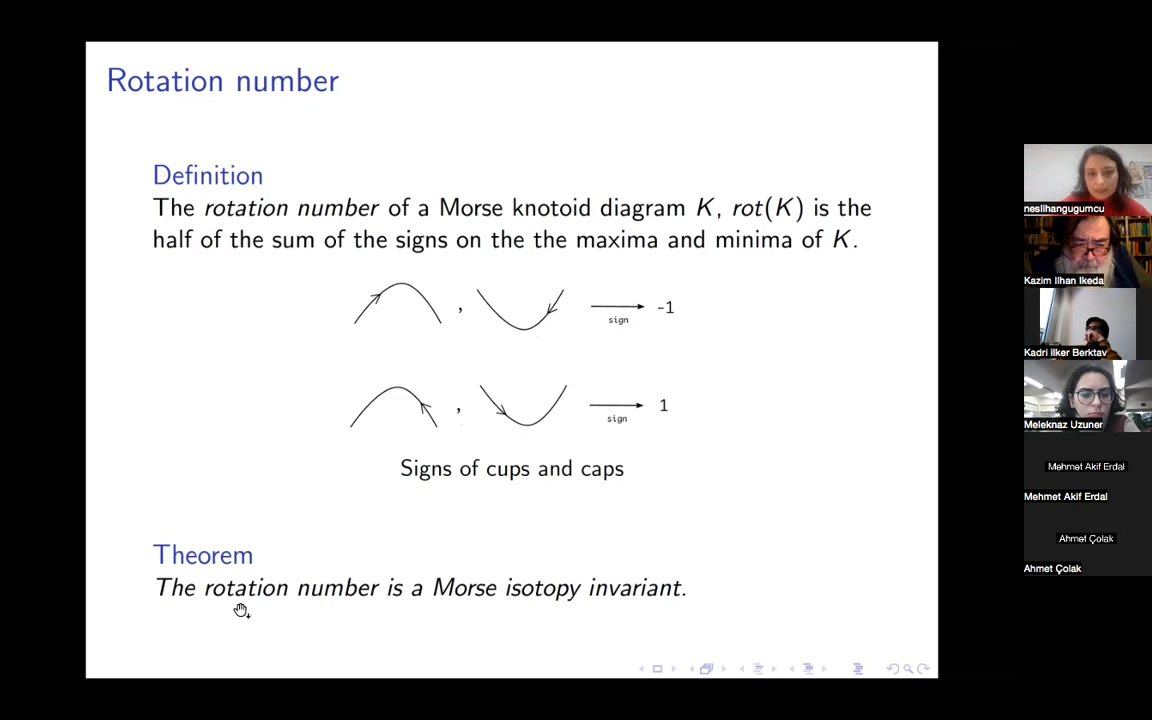 Rotation number
Definition
The rotation number of a Morse knotoid diagram K, rot(K) is the
half of the sum of the signs on the the maxima and minima of K.
, sign -1
, sign 1
Signs of cups and caps
Theorem
The rotation number is a Morse isotopy invariant.
neslihangugumcu
Kazim Ilhan Ikeda
Kadri ilker Berktav
Meleknaz Uzuner
Mehmet Akif Erdal
Mehmet Akif Erdal
Ahmet Çolak
Ahmet Çolak